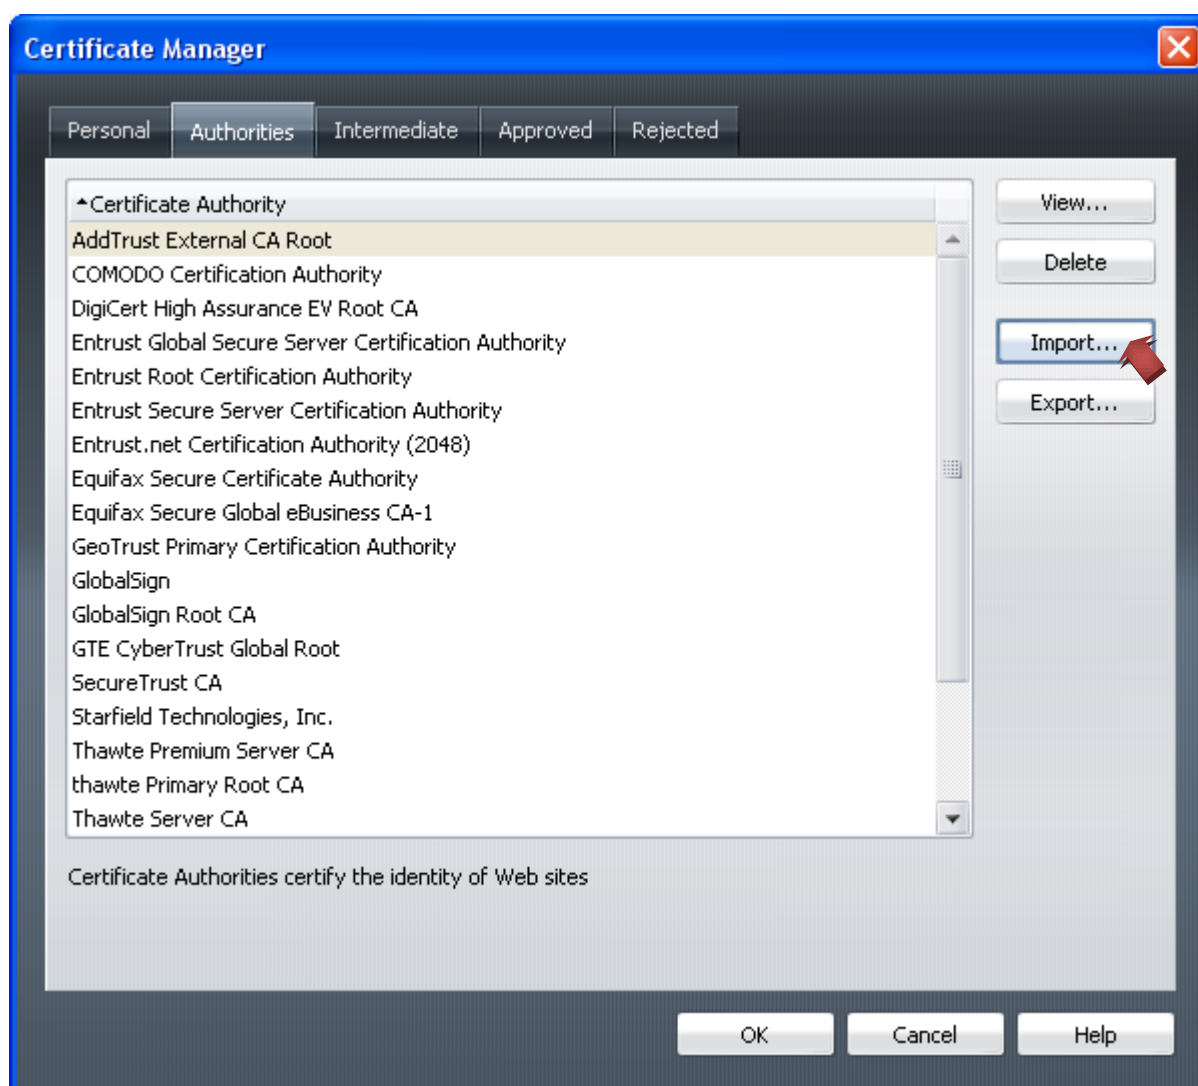 Certificate Manager
Personal Authorities Intermediate Approved Rejected
Certificate Authority
AddTrust External CA Root
COMODO Certification Authority
DigiCert High Assurance EV Root CA
Entrust Global Secure Server Certification Authority
Entrust Root Certification Authority
Entrust Secure Server Certification Authority
Entrust.net Certification Authority (2048)
Equifax Secure Certificate Authority
Equifax Secure Global eBusiness CA-1
GeoTrust Primary Certification Authority
GlobalSign
GlobalSign Root CA
GTE CyberTrust Global Root
SecureTrust CA
Starfield Technologies, Inc.
Thawte Premium Server CA
thawte Primary Root CA
Thawte Server CA
View...
Delete
Import...
Export...
Certificate Authorities certify the identity of Web sites
OK Cancel Help